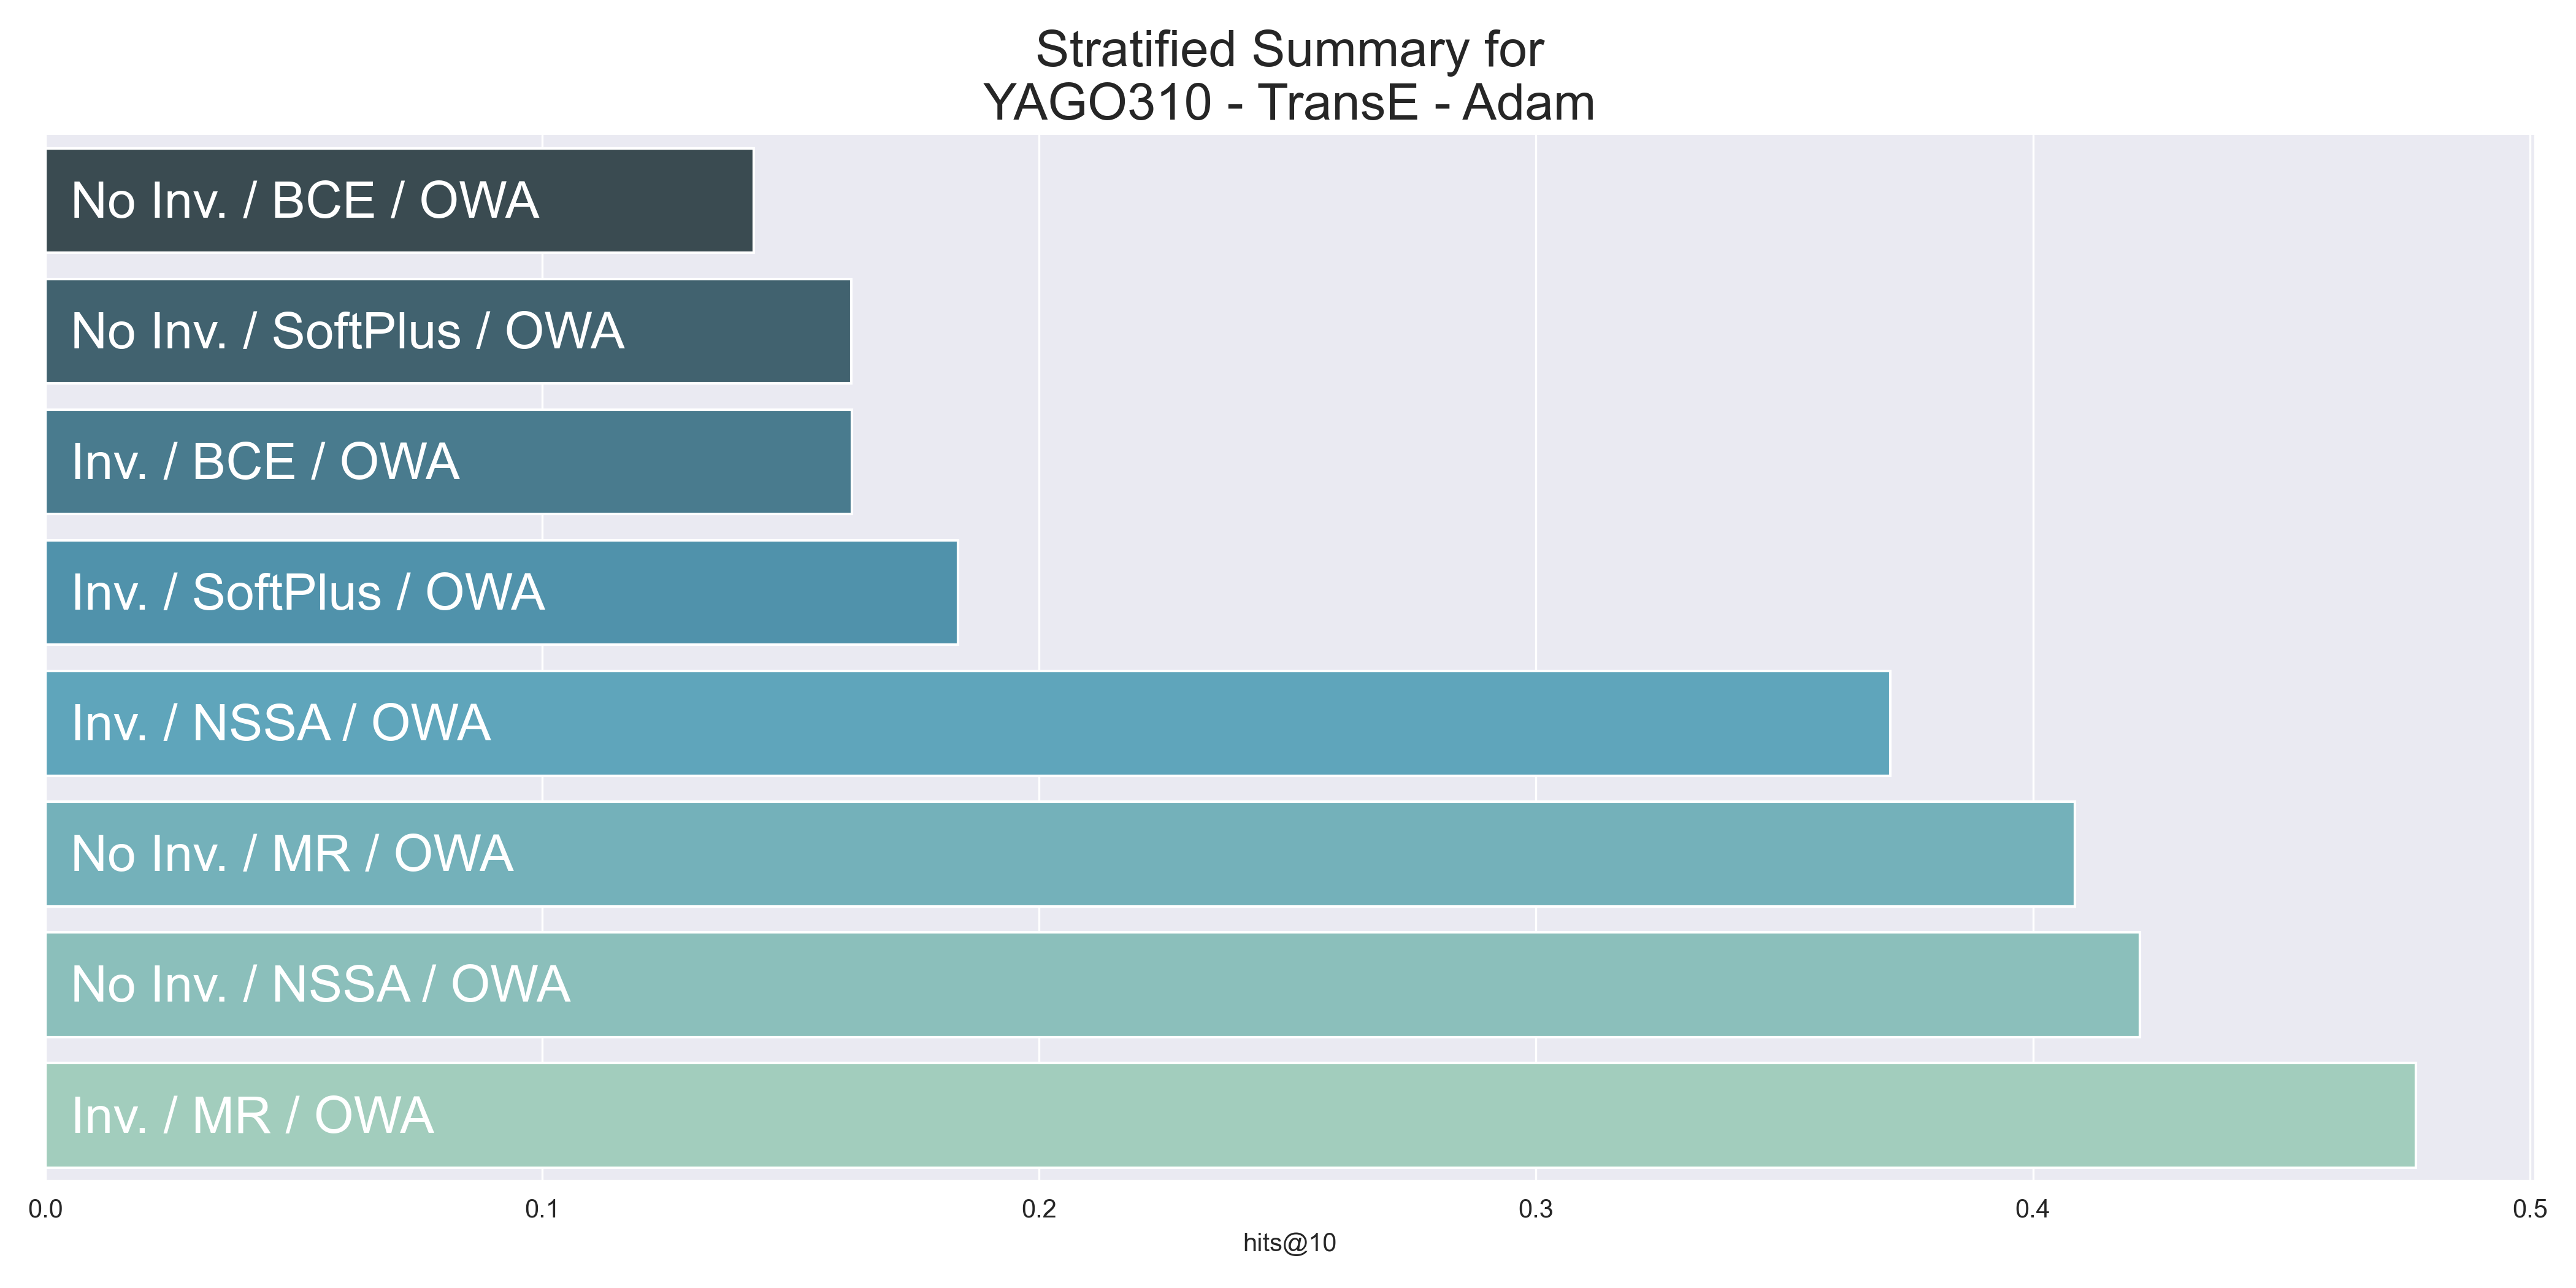 Stratified Summary for
YAGO310 - TransE - Adam
No Inv. / BCE / OWA
No Inv. / SoftPlus / OWA
Inv. / BCE / OWA
Inv. / SoftPlus / OWA
Inv. / NSSA / OWA
No Inv. / MR / OWA
No Inv. / NSSA / OWA
Inv. / MR / OWA
0.0 0.1 0.2 0.3 0.4 0.5
hits@10